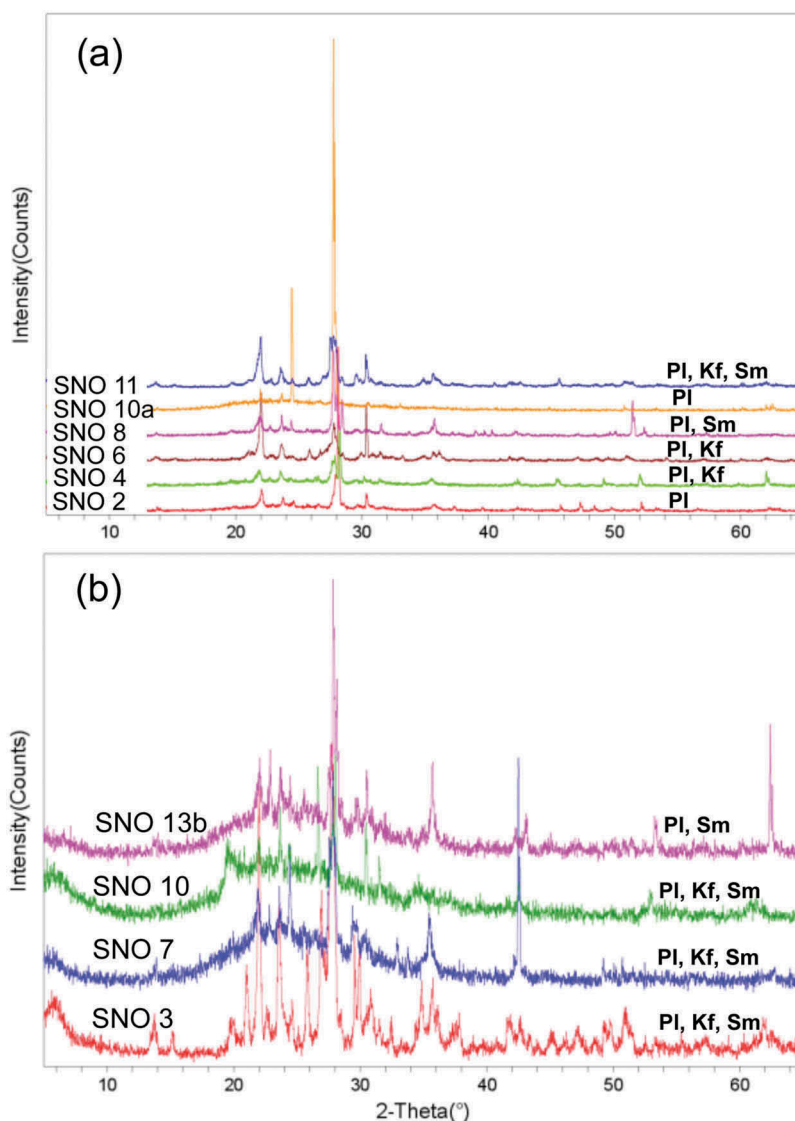 (a)
Intensity(Counts)
SNO 11
Pl, Kf, Sm
SNO 10a
Pl
SNO 8
Pl, Sm
SNO 6
Pl, Kf
SNO 4
Pl, Kf
SNO 2
Pl
10 20 30 40 50 60
(b)
Intensity(Counts)
SNO 13b
Pl, Sm
SNO 10
Pl, Kf, Sm
SNO 7
Pl, Kf, Sm
SNO 3
Pl, Kf, Sm
10 20 30 40 50 60
2-Theta(°)